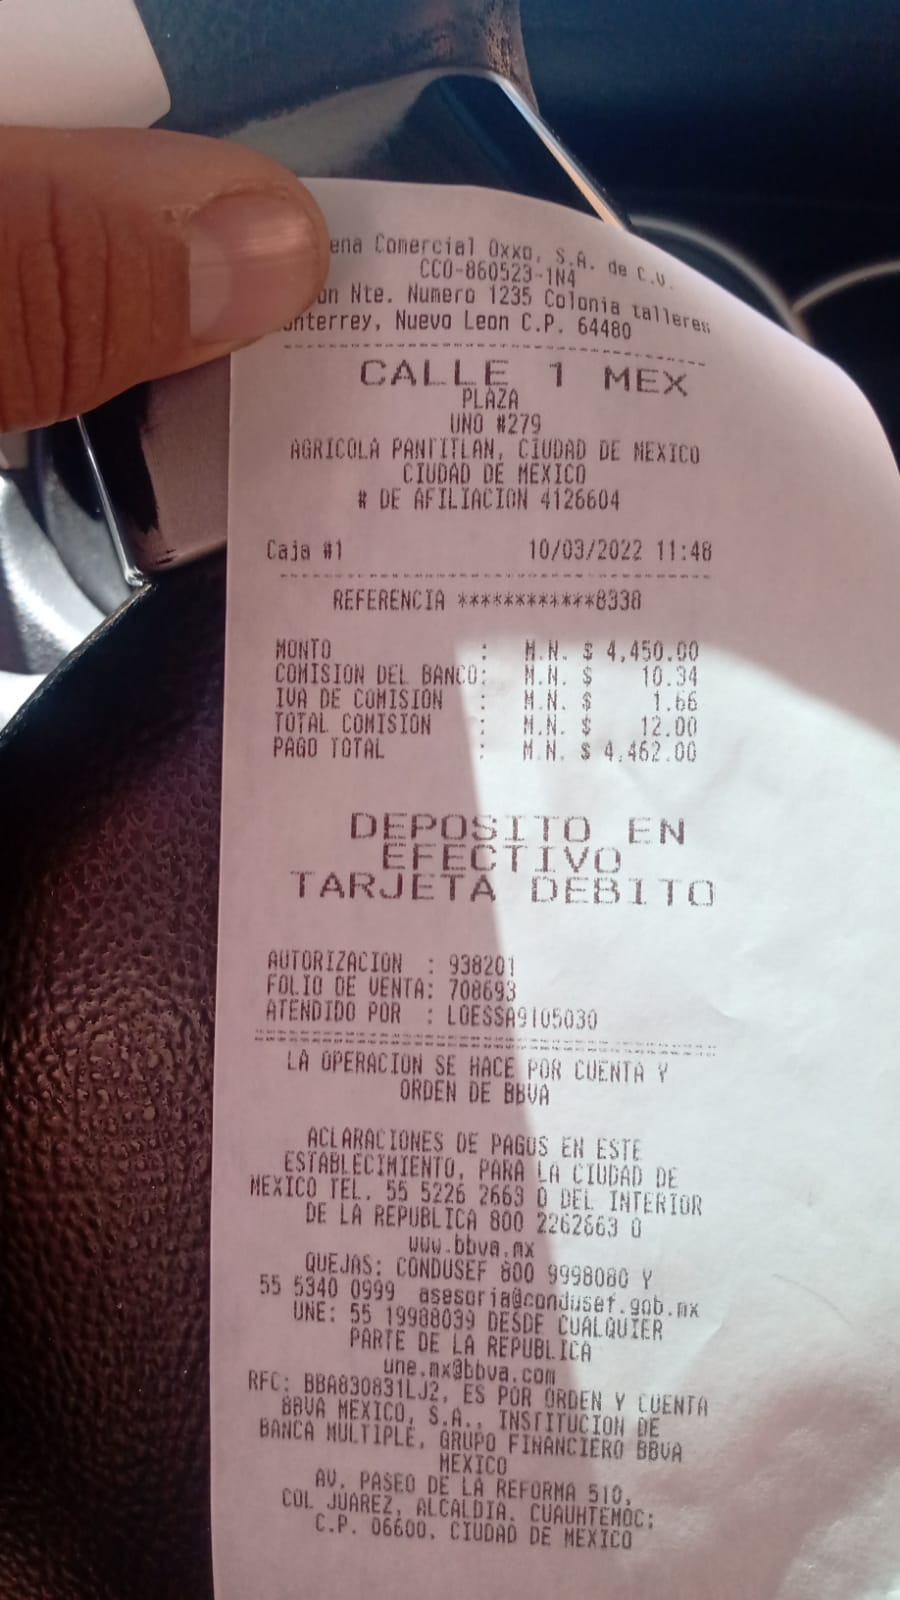 Comercial Oxxo, S.A. de C.V.
CCO-860523-1N4
Nte. Numero 1235 Colonia talleres
Monterrey, Nuevo Leon C.P. 64480
CALLE 1 MEX
PLAZA
UNO #279
AGRICOLA PANTITLAN, CIUDAD DE MEXICO
CIUDAD DE MEXICO
# DE AFILIACION 4126604
Caja #1 10/03/2022 11:48
REFERENCIA ************8338
MONTO : M.N. $ 4,450.00
COMISION DEL BANCO: M.N. $ 10.34
IVA DE COMISION : M.N. $ 1.66
TOTAL COMISION : M.N. $ 12.00
PAGO TOTAL : M.N. $ 4,462.00
DEPOSITO EN
EFECTIVO
TARJETA DEBITO
AUTORIZACION : 938201
FOLIO DE VENTA: 708693
ATENDIDO POR : LOESSA9105030
LA OPERACION SE HACE POR CUENTA Y
ORDEN DE BBVA
ACLARACIONES DE PAGOS EN ESTE
ESTABLECIMIENTO, PARA LA CIUDAD DE
MEXICO TEL. 55 5226 2663 O DEL INTERIOR
DE LA REPUBLICA 800 2262663 O
www.bbva.mx
QUEJAS: CONDUSEF 800 9998080 Y
55 5340 0999 asesoria@condusef.gob.mx
UNE: 55 19988039 DESDE CUALQUIER
PARTE DE LA REPUBLICA
une.mx@bbva.com
RFC: BBA830831LJ2, ES POR ORDEN Y CUENTA
BBVA MEXICO, S.A., INSTITUCION DE
BANCA MULTIPLE, GRUPO FINANCIERO BBVA
MEXICO
AV. PASEO DE LA REFORMA 510,
COL JUAREZ, ALCALDIA. CUAUHTEMOC;
C.P. 06600, CIUDAD DE MEXICO